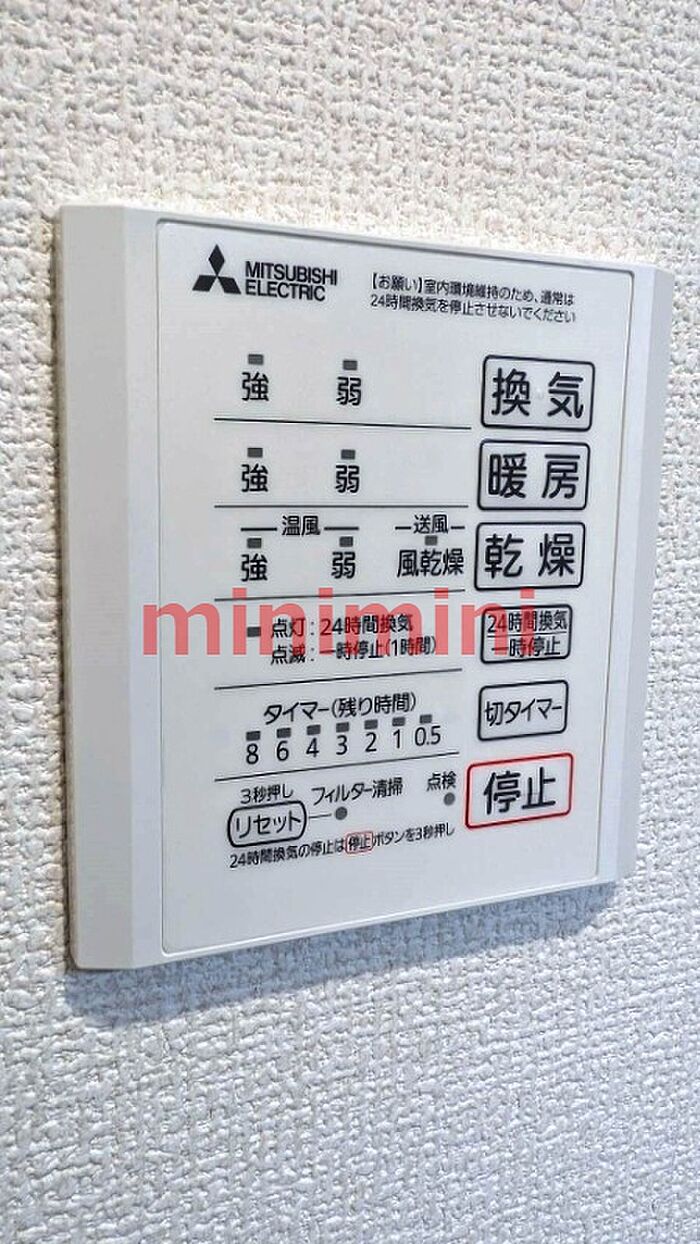 MITSUBISHI
ELECTRIC
【お願い】室内環境維持のため、通常は
24時間換気を停止させないでください
強 弱 換気
強 弱 暖房
温風 送風
強 弱 風乾燥 乾燥
minimini
点灯:24時間換気
点滅:一時停止(1時間)
24時間換気
一時停止
タイマー(残り時間)
8 6 4 3 2 1 0.5
切タイマー
3秒押し
リセット
フィルター清掃
点検
停止
24時間換気の停止は停止ボタンを3秒押し